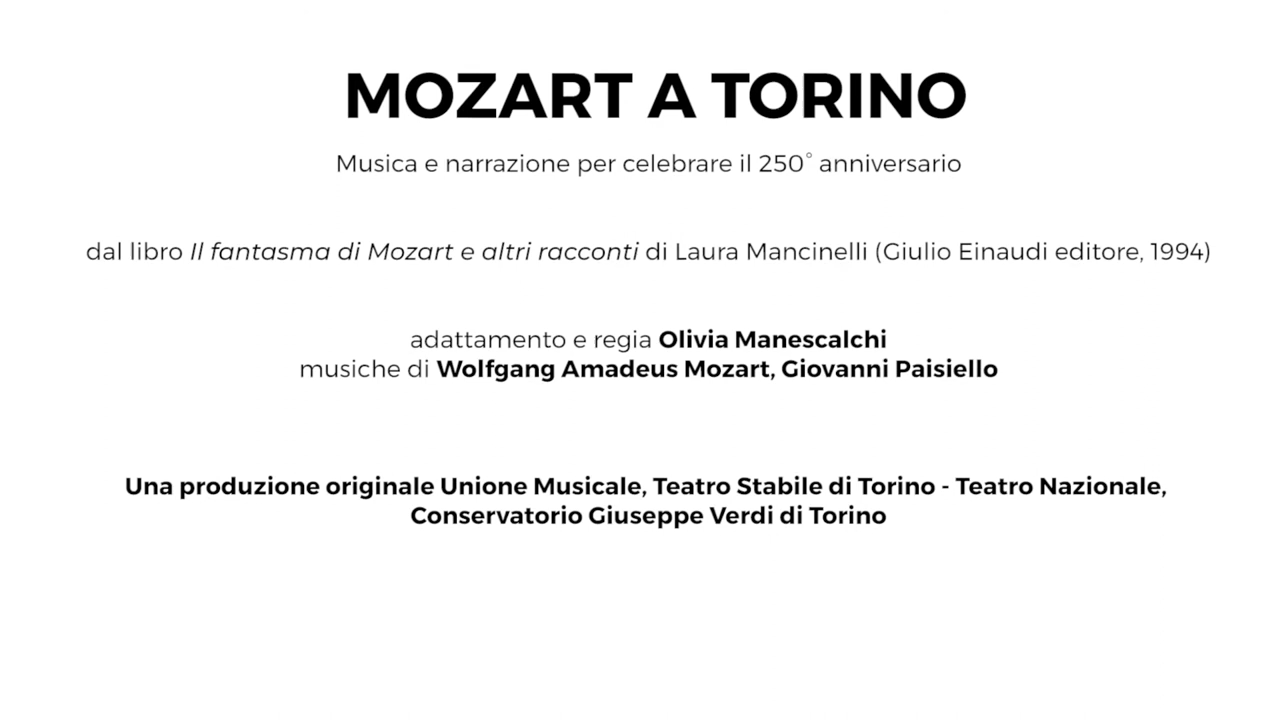 MOZART A TORINO
Musica e narrazione per celebrare il 250° anniversario
dal libro Il fantasma di Mozart e altri racconti di Laura Mancinelli (Giulio Einaudi editore, 1994)
adattamento e regia Olivia Manescalchi
musiche di Wolfgang Amadeus Mozart, Giovanni Paisiello
Una produzione originale Unione Musicale, Teatro Stabile di Torino - Teatro Nazionale,
Conservatorio Giuseppe Verdi di Torino